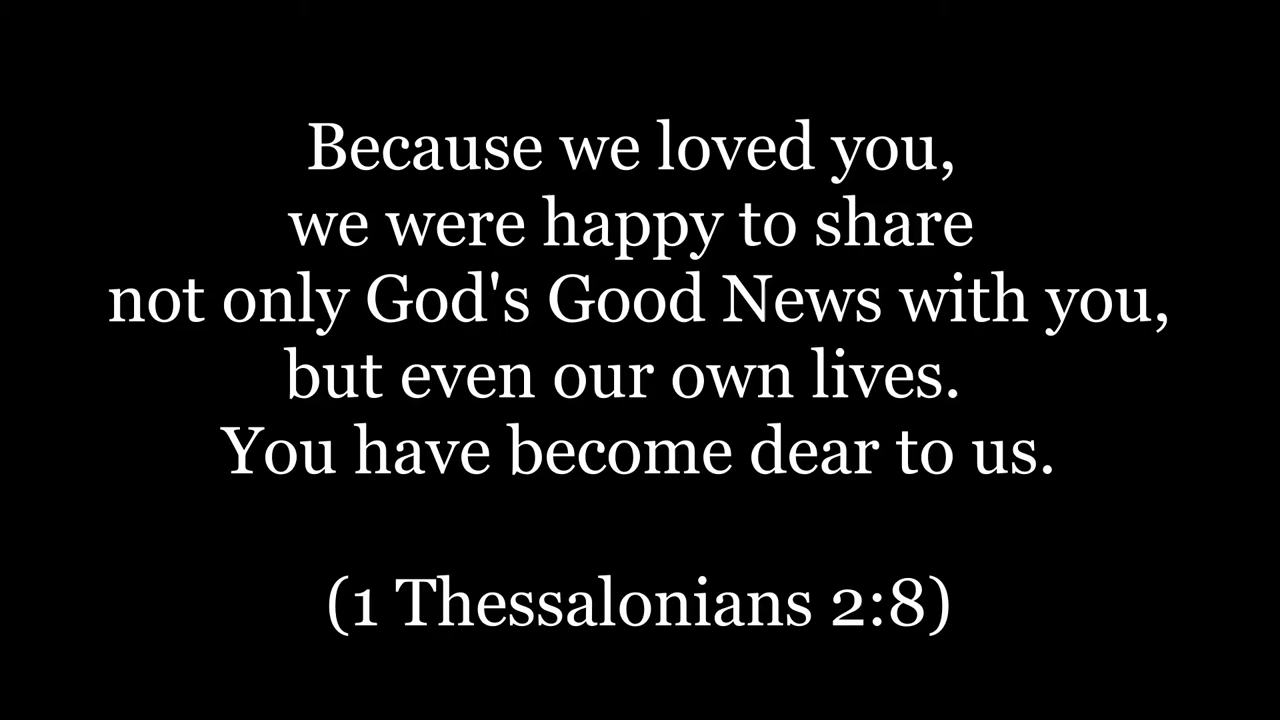 Because we loved you,
we were happy to share
not only God's Good News with you,
but even our own lives.
You have become dear to us.
(1 Thessalonians 2:8)